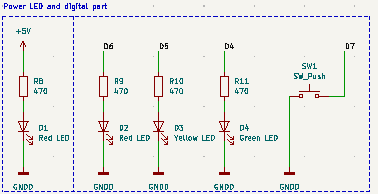 Power LED and digital part
+5V
D6
D5
D4
D7
SW1
SW_Push
R8
470
R9
470
R10
470
R11
470
D1
Red LED
D2
Red LED
D3
Yellow LED
D4
Green LED
GNDD
GNDD
GNDD
GNDD
GNDD